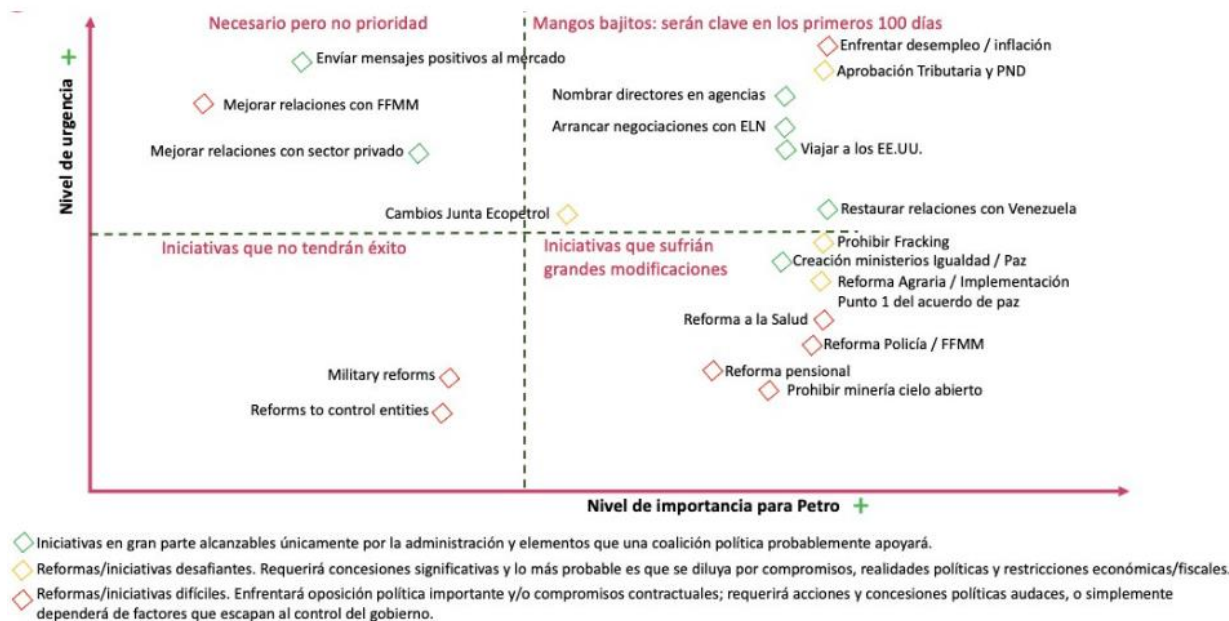 Necesario pero no prioridad
Mangos bajitos: serán clave en los primeros 100 días
Nivel de urgencia +
Envíar mensajes positivos al mercado
Enfrentar desempleo / inflación
Aprobación Tributaria y PND
Mejorar relaciones con FFMM
Nombrar directores en agencias
Arrancar negociaciones con ELN
Mejorar relaciones con sector privado
Viajar a los EE.UU.
Cambios Junta Ecopetrol
Restaurar relaciones con Venezuela
Iniciativas que no tendrán éxito
Iniciativas que sufrián
grandes modificaciones
Prohibir Fracking
Creación ministerios Igualdad / Paz
Reforma Agraria / Implementación
Punto 1 del acuerdo de paz
Reforma a la Salud
Reforma Policía / FFMM
Military reforms
Reforma pensional
Prohibir minería cielo abierto
Reforms to control entities
Nivel de importancia para Petro +
Iniciativas en gran parte alcanzables únicamente por la administración y elementos que una coalición política probablemente apoyará.
Reformas/iniciativas desafiantes. Requerirá concesiones significativas y lo más probable es que se diluya por compromisos, realidades políticas y restricciones económicas/fiscales.
Reformas/iniciativas difíciles. Enfrentará oposición política importante y/o compromisos contractuales; requerirá acciones y concesiones políticas audaces, o simplemente
dependerá de factores que escapan al control del gobierno.